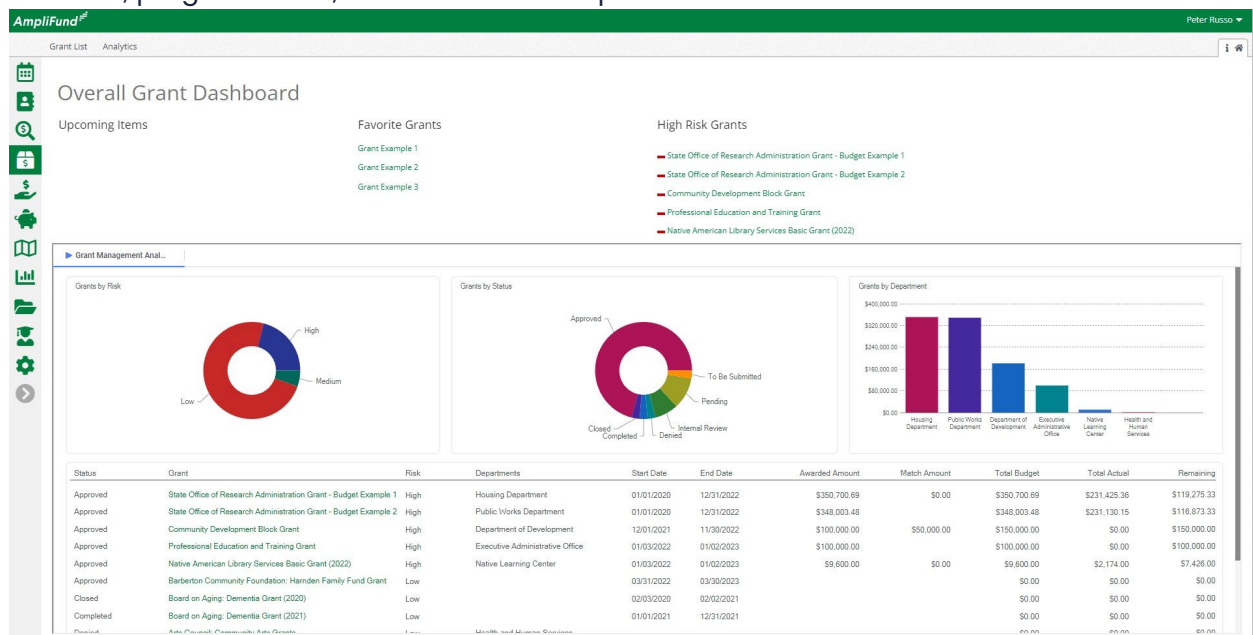 AmpliFund
Peter Russo
Grant List Analytics
Overall Grant Dashboard
Upcoming Items
Favorite Grants
Grant Example 1
Grant Example 2
Grant Example 3
High Risk Grants
State Office of Research Administration Grant - Budget Example 1
State Office of Research Administration Grant - Budget Example 2
Community Development Block Grant
Professional Education and Training Grant
Native American Library Services Basic Grant (2022)
Grant Management Anal...
Grants by Risk
High
Medium
Low
Grants by Status
Approved
To Be Submitted
Pending
Internal Review
Denied
Completed
Closed
Grants by Department
$400,000.00
$320,000.00
$240,000.00
$160,000.00
$80,000.00
$0.00
Housing Department
Public Works Department
Department of Development
Executive Administrative Office
Native Learning Center
Health and Human Services
Status Grant Risk Departments Start Date End Date Awarded Amount Match Amount Total Budget Total Actual Remaining
Approved State Office of Research Administration Grant - Budget Example 1 High Housing Department 01/01/2020 12/31/2022 $350,700.69 $0.00 $350,700.69 $231,425.36 $119,275.33
Approved State Office of Research Administration Grant - Budget Example 2 High Public Works Department 01/01/2020 12/31/2022 $348,003.48 $348,003.48 $231,130.15 $116,873.33
Approved Community Development Block Grant High Department of Development 12/01/2021 11/30/2022 $100,000.00 $50,000.00 $150,000.00 $0.00 $150,000.00
Approved Professional Education and Training Grant High Executive Administrative Office 01/03/2022 01/02/2023 $100,000.00 $100,000.00 $0.00 $100,000.00
Approved Native American Library Services Basic Grant (2022) High Native Learning Center 01/03/2022 01/02/2023 $9,600.00 $0.00 $9,600.00 $2,174.00 $7,426.00
Approved Barberton Community Foundation: Harnden Family Fund Grant Low 03/31/2022 03/30/2023 $0.00 $0.00 $0.00
Closed Board on Aging: Dementia Grant (2020) Low 02/03/2020 02/02/2021 $0.00 $0.00 $0.00
Completed Board on Aging: Dementia Grant (2021) Low 01/01/2021 12/31/2021 $0.00 $0.00 $0.00
Denied Arts Council: Community Arts Grants Low Health and Human Services $0.00 $0.00 $0.00